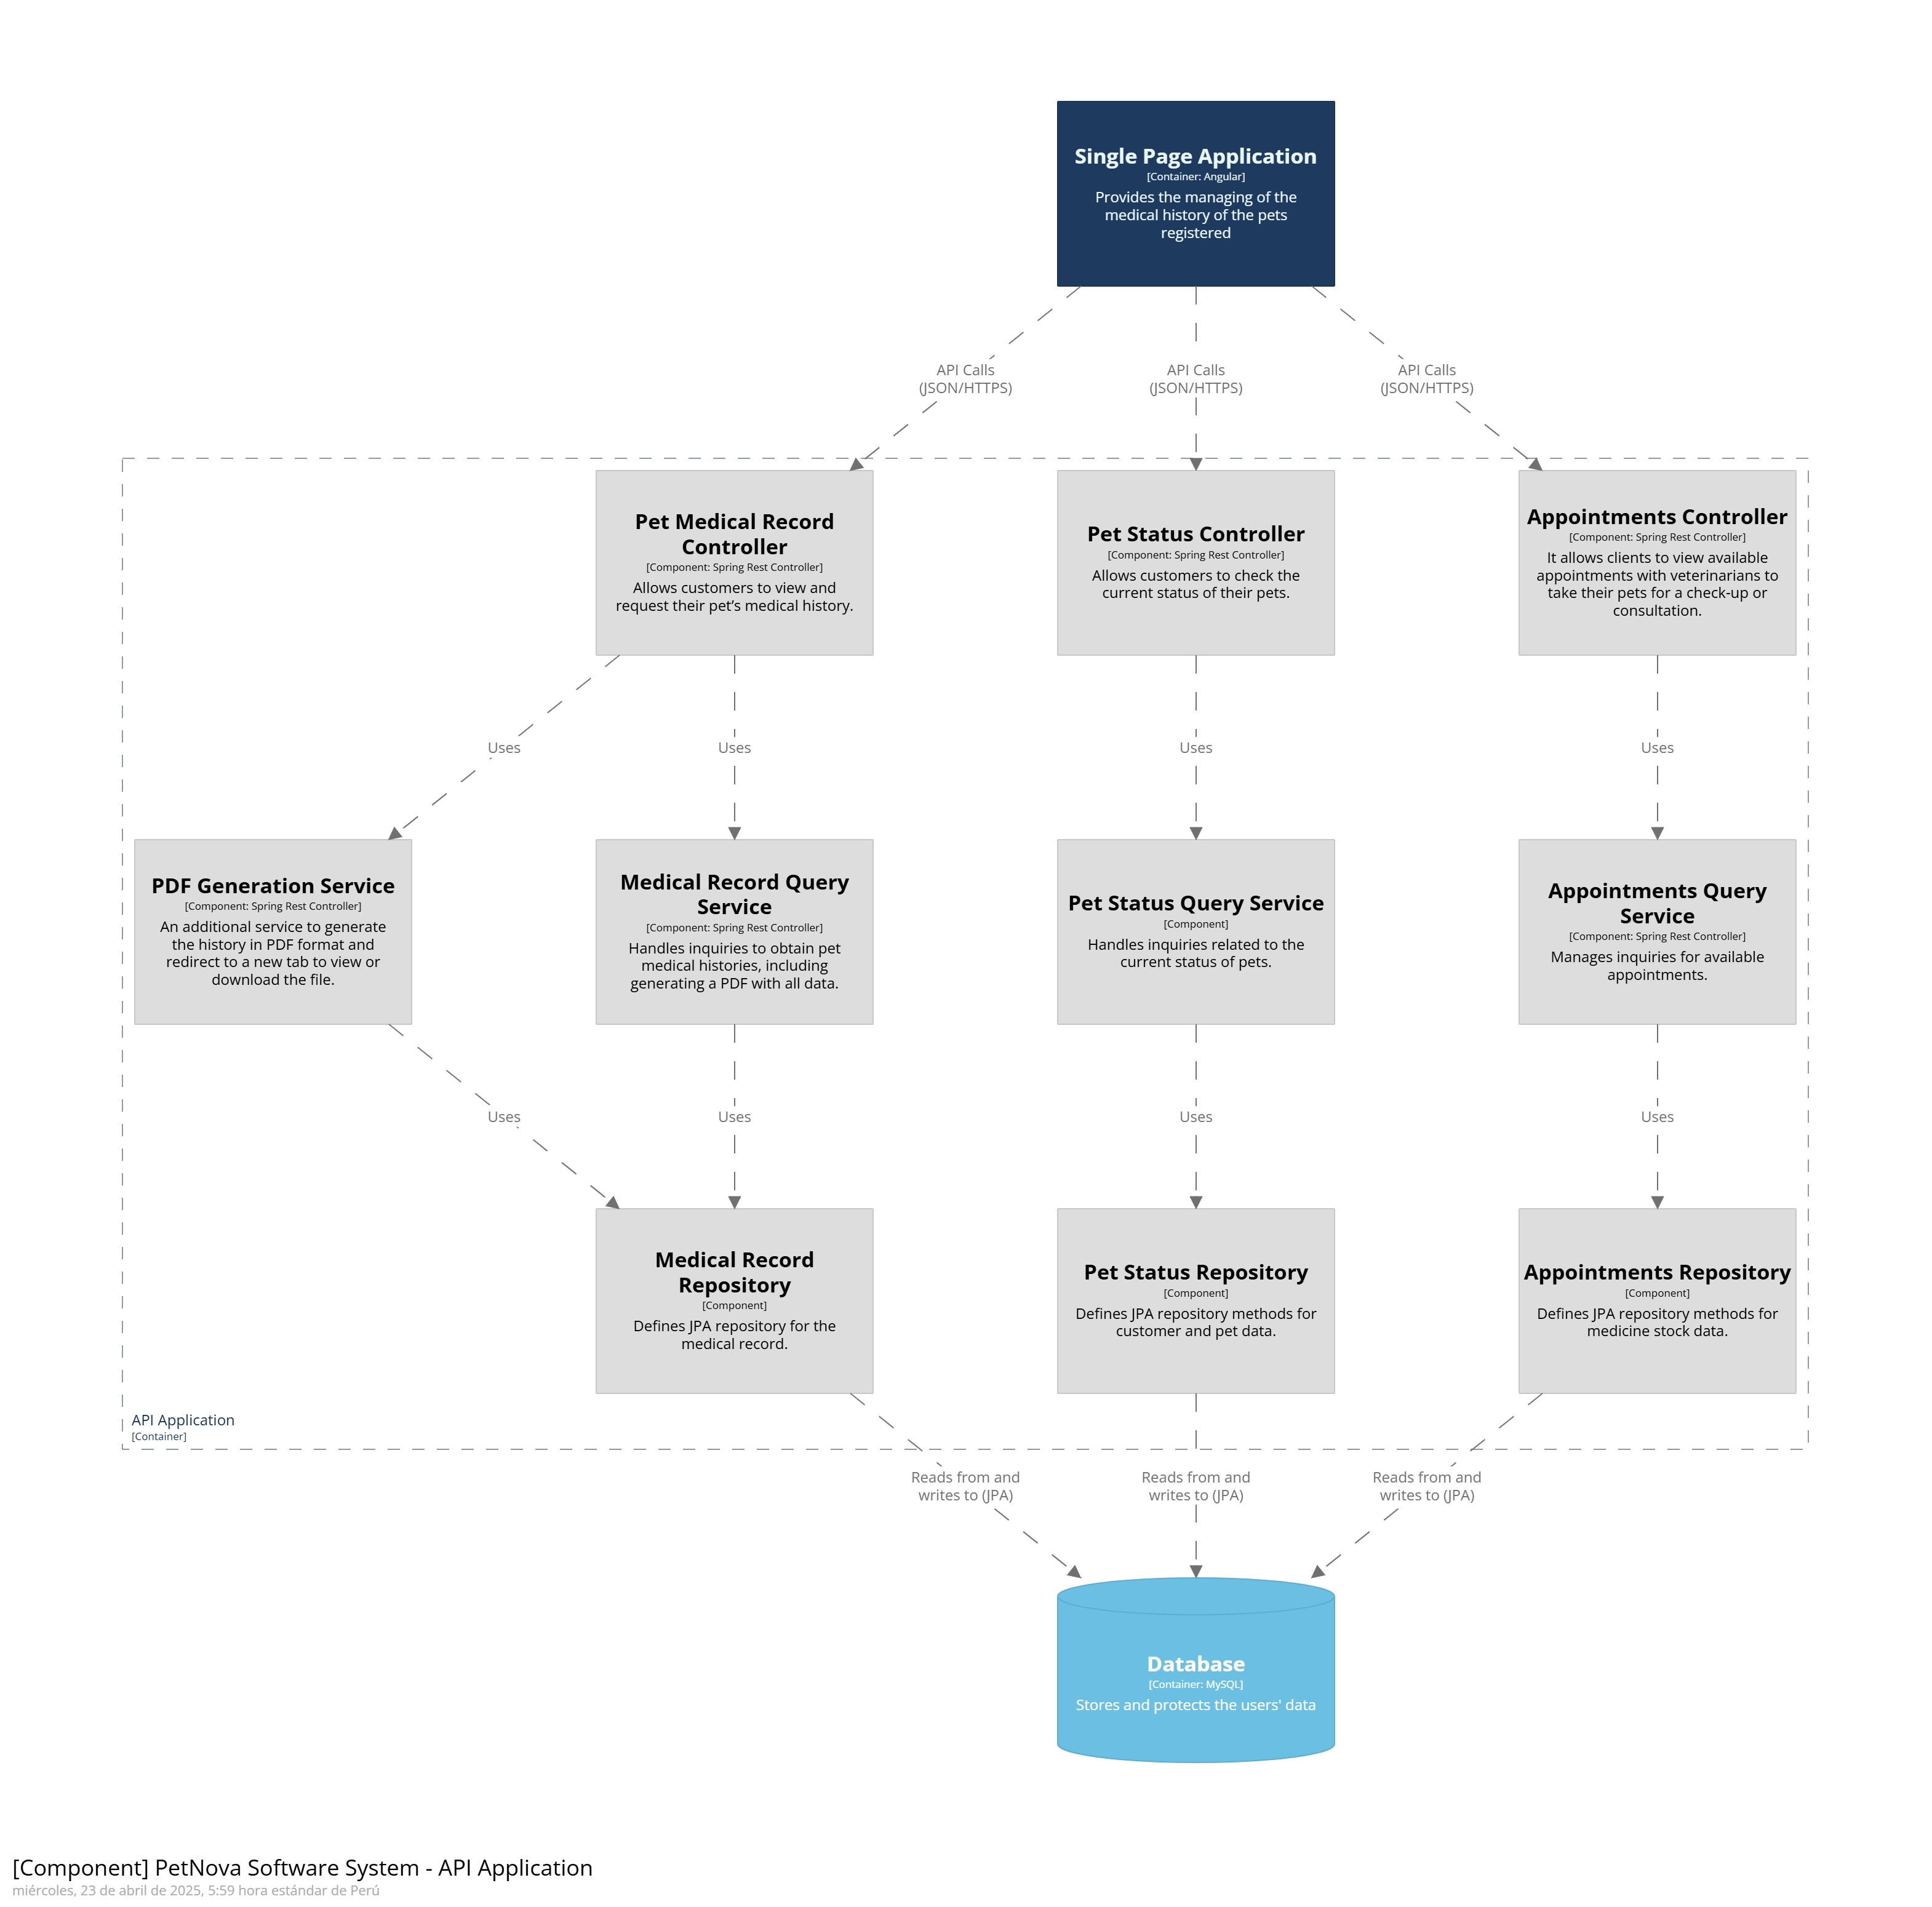 Single Page Application
[Container: Angular]
Provides the managing of the
medical history of the pets
registered
API Calls
(JSON/HTTPS)
API Calls
(JSON/HTTPS)
API Calls
(JSON/HTTPS)
Pet Medical Record
Controller
[Component: Spring Rest Controller]
Allows customers to view and
request their pet’s medical history.
Pet Status Controller
[Component: Spring Rest Controller]
Allows customers to check the
current status of their pets.
Appointments Controller
[Component: Spring Rest Controller]
It allows clients to view available
appointments with veterinarians to
take their pets for a check-up or
consultation.
Uses
Uses
Uses
Uses
PDF Generation Service
[Component: Spring Rest Controller]
An additional service to generate
the history in PDF format and
redirect to a new tab to view or
download the file.
Medical Record Query
Service
[Component: Spring Rest Controller]
Handles inquiries to obtain pet
medical histories, including
generating a PDF with all data.
Pet Status Query Service
[Component]
Handles inquiries related to the
current status of pets.
Appointments Query
Service
[Component: Spring Rest Controller]
Manages inquiries for available
appointments.
Uses
Uses
Uses
Uses
Medical Record
Repository
[Component]
Defines JPA repository for the
medical record.
Pet Status Repository
[Component]
Defines JPA repository methods for
customer and pet data.
Appointments Repository
[Component]
Defines JPA repository methods for
medicine stock data.
API Application
[Container]
Reads from and
writes to (JPA)
Reads from and
writes to (JPA)
Reads from and
writes to (JPA)
Database
[Container: MySQL]
Stores and protects the users' data
[Component] PetNova Software System - API Application
miércoles, 23 de abril de 2025, 5:59 hora estándar de Perú